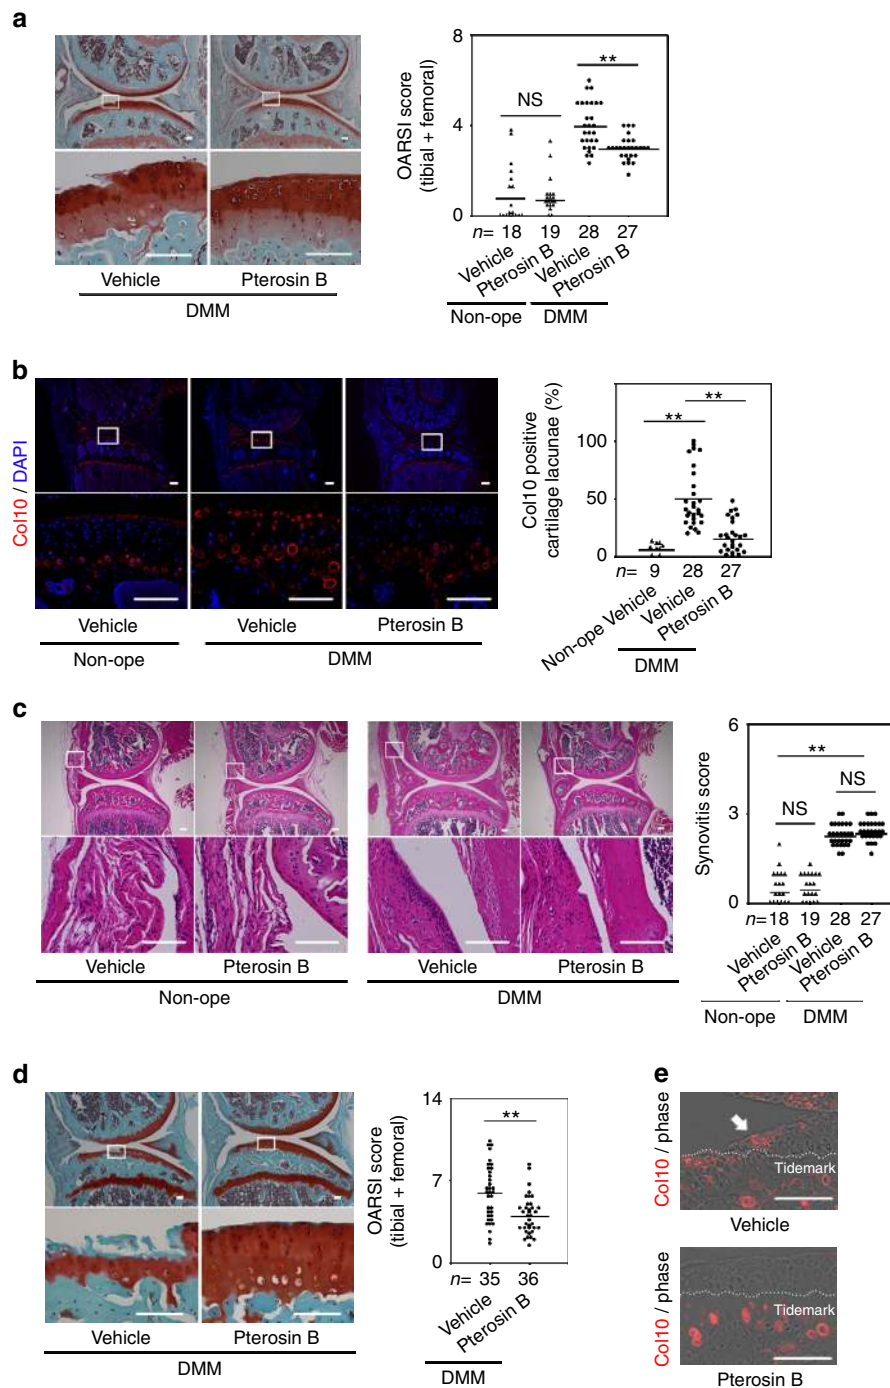 a
8
4
0
OARSI score
(tibial + femoral)
NS
**
n= 18 19 28 27
Vehicle
Pterosin B
Vehicle
Pterosin B
Non-ope DMM
Vehicle Pterosin B
DMM
b
Col10 / DAPI
Vehicle Vehicle Pterosin B
Non-ope DMM
Col10 positive
cartilage lacunae (%)
100
50
0
**
**
n= 9 28 27
Non-ope Vehicle
Vehicle
Pterosin B
DMM
c
Vehicle Pterosin B Vehicle Pterosin B
Non-ope DMM
Synovitis score
6
3
0
**
NS
NS
n= 18 19 28 27
Vehicle
Pterosin B
Vehicle
Pterosin B
Non-ope DMM
d
Vehicle Pterosin B
DMM
OARSI score
(tibial + femoral)
14
7
0
**
n= 35 36
Vehicle
Pterosin B
DMM
e
Col10 / phase
Tidemark
Vehicle
Col10 / phase
Tidemark
Pterosin B